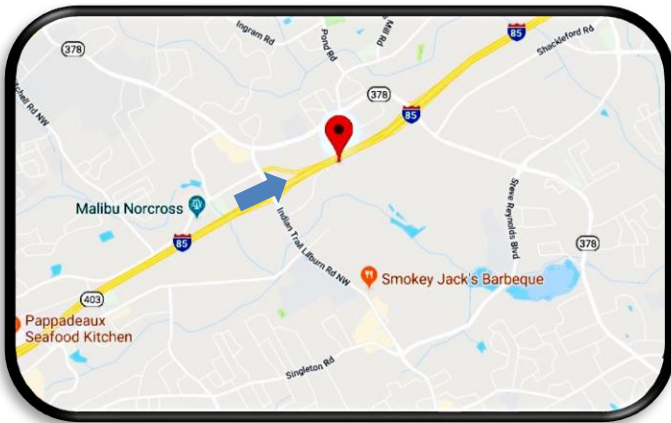 378
Ingram Rd
Pond Rd
Mill Rd
85
Shackleford Rd
378
85
Malibu Norcross
85
Indian Trail Lilburn Rd NW
Steve Reynolds Blvd
378
Smokey Jack's Barbeque
403
Pappadeaux
Seafood Kitchen
Singleton Rd